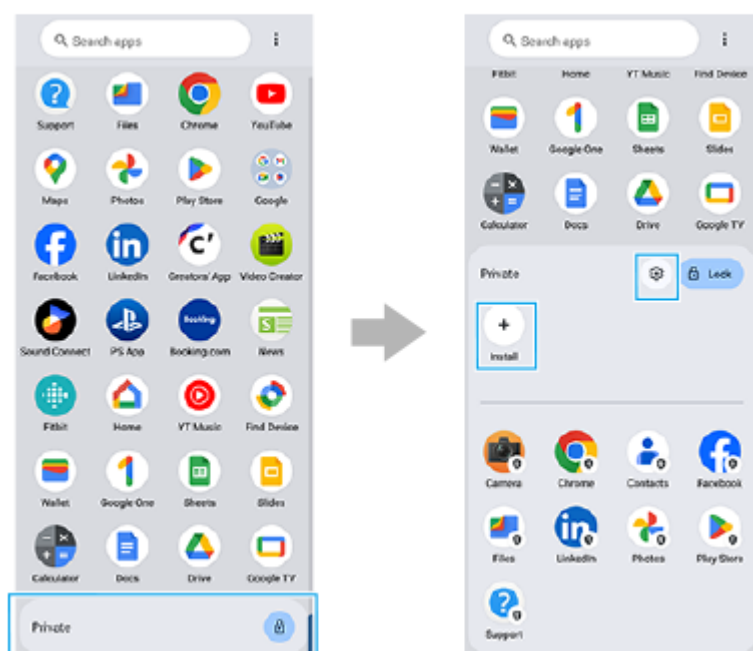 Search apps
Support Files Chrome YouTube
Maps Photos Play Store Google
Facebook LinkedIn Creators' App Video Creator
Sound Connect PS App Booking.com News
Fitbit Home YT Music Find Device
Wallet Google One Sheets Slides
Calculator Docs Drive Google TV
Private
Search apps
Fitbit Home YT Music Find Device
Wallet Google One Sheets Slides
Calculator Docs Drive Google TV
Private Lock
Install
Camera Chrome Contacts Facebook
Files LinkedIn Photos Play Store
Support